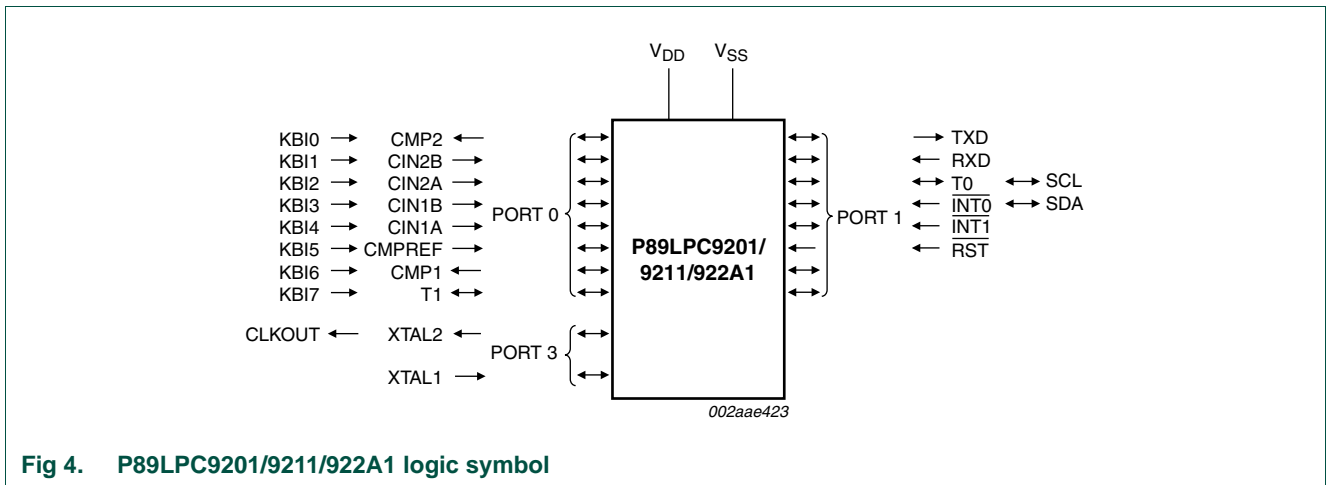 VDD VSS
KBI0 CMP2 TXD
KBI1 CIN2B RXD
KBI2 CIN2A T0 SCL
KBI3 CIN1B INT0 SDA
PORT 0 PORT 1
KBI4 CIN1A INT1
KBI5 CMPREF P89LPC9201/ RST
KBI6 CMP1 9211/922A1
KBI7 T1
CLKOUT XTAL2
PORT 3
XTAL1
002aae423
Fig 4. P89LPC9201/9211/922A1 logic symbol